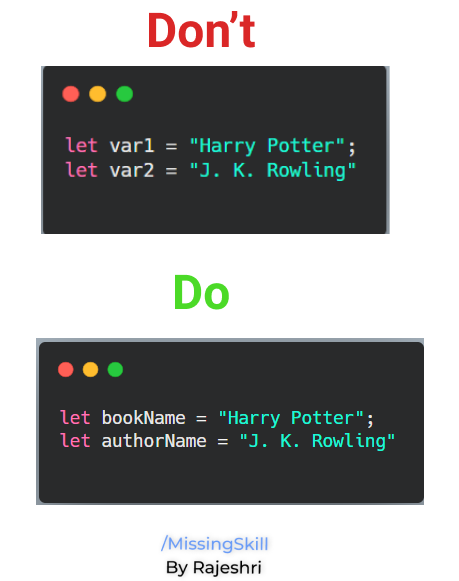 Don't
let var1 = "Harry Potter";
let var2 = "J. K. Rowling"
Do
let bookName = "Harry Potter";
let authorName = "J. K. Rowling"
/MissingSkill
By Rajeshri